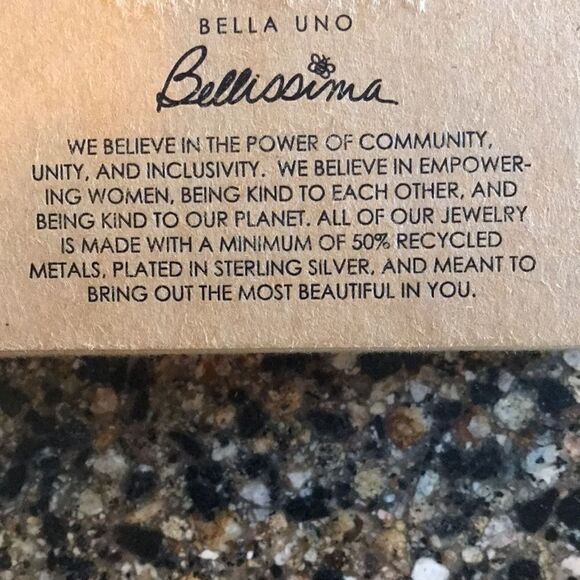 BELLA UNO
Bellissima
WE BELIEVE IN THE POWER OF COMMUNITY,
UNITY, AND INCLUSIVITY. WE BELIEVE IN EMPOWER-
ING WOMEN, BEING KIND TO EACH OTHER, AND
BEING KIND TO OUR PLANET. ALL OF OUR JEWELRY
IS MADE WITH A MINIMUM OF 50% RECYCLED
METALS, PLATED IN STERLING SILVER, AND MEANT TO
BRING OUT THE MOST BEAUTIFUL IN YOU.